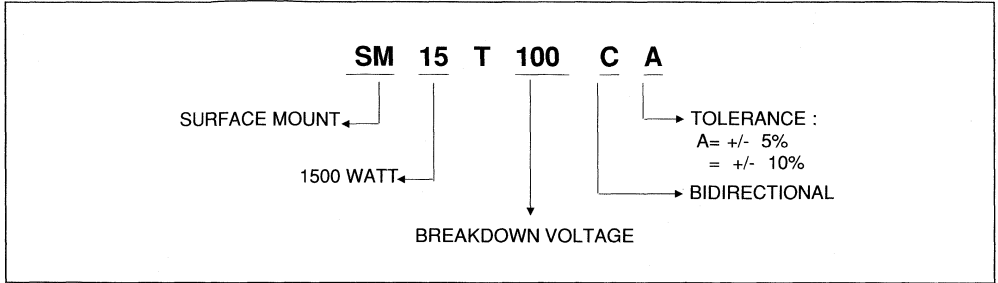 SM 15 T 100 C A
SURFACE MOUNT
TOLERANCE :
A= +/- 5%
= +/- 10%
1500 WATT
BIDIRECTIONAL
BREAKDOWN VOLTAGE